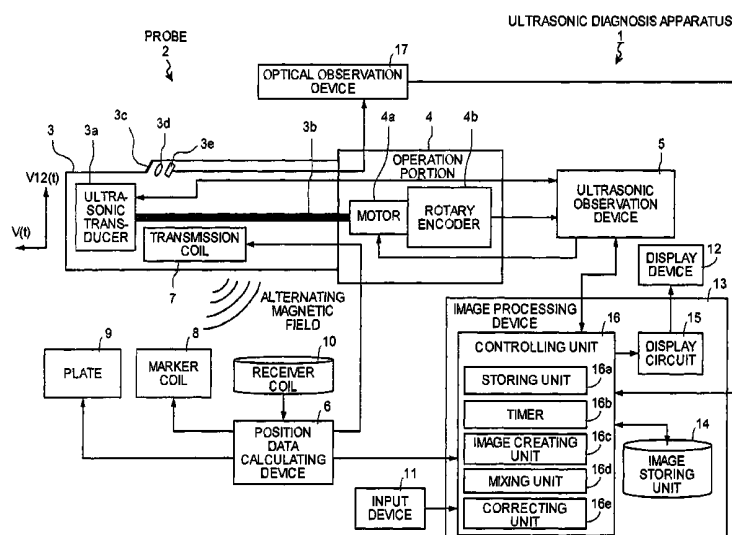 ULTRASONIC DIAGNOSIS APPARATUS
1
PROBE
2
17
OPTICAL OBSERVATION
DEVICE
3
3a
3c
3d
3e
3b
4a
4
4b
5
V12(t)
V(t)
ULTRA-
SONIC
TRANS-
DUCER
TRANSMISSION
COIL
7
OPERATION
PORTION
MOTOR
ROTARY
ENCODER
ULTRASONIC
OBSERVATION
DEVICE
12
DISPLAY
DEVICE
13
ALTERNATING
MAGNETIC
FIELD
IMAGE PROCESSING
DEVICE
16
15
9
PLATE
8
MARKER
COIL
10
RECEIVER
COIL
6
POSITION
DATA
CALCULATING
DEVICE
CONTROLLING UNIT
DISPLAY
CIRCUIT
STORING UNIT
16a
TIMER
16b
IMAGE CREATING
UNIT
16c
MIXING UNIT
16d
CORRECTING
UNIT
16e
14
IMAGE
STORING
UNIT
11
INPUT
DEVICE